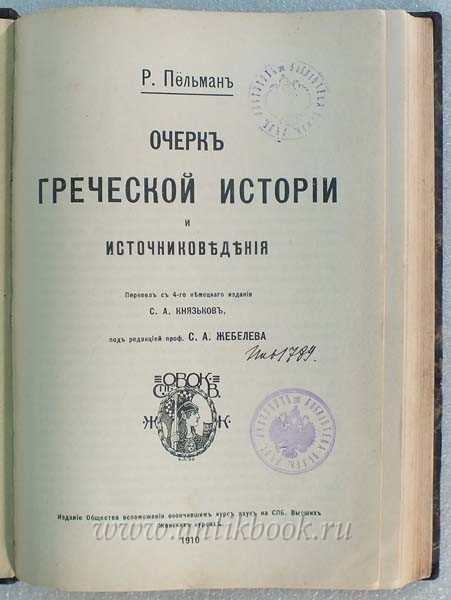 Р. Пёльманъ
ОЧЕРКЪ
ГРЕЧЕСКОЙ ИСТОРІИ
И
ИСТОЧНИКОВѢДѢНІЯ
Перевелъ съ 4-го нѣмецкаго изданія
С. А. КНЯЗЬКОВЪ,
подъ редакціей проф. С. А. ЖЕБЕЛЕВА
Инв 1789.
Изданіе Общества вспоможенія окончившимъ курсъ наукъ на СПБ. Высшихъ
Женскихъ курсахъ.
www.antikbook.ru
1910